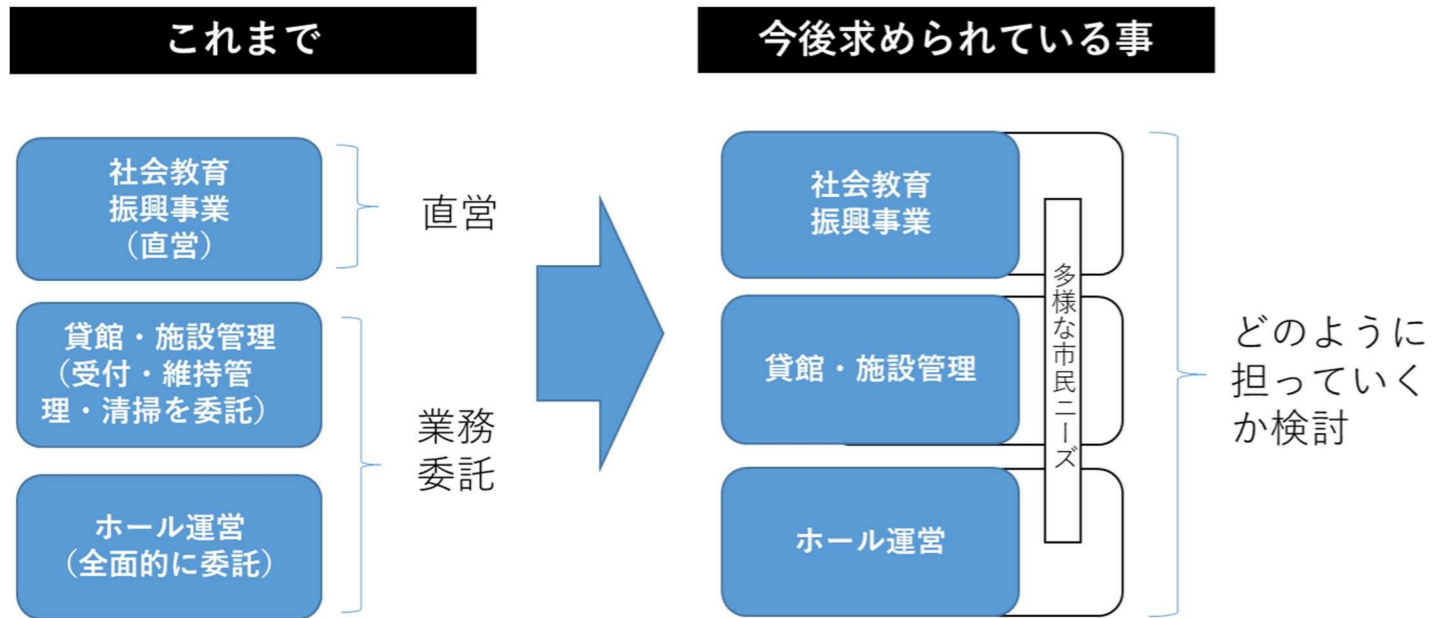 これまで
社会教育
振興事業
（直営）
直営
貸館・施設管理
（受付・維持管
理・清掃を委託）
ホール運営
（全面的に委託）
業務
委託
今後求められている事
社会教育
振興事業
貸館・施設管理
ホール運営
多様な市民ニーズ
どのように
担っていく
か検討